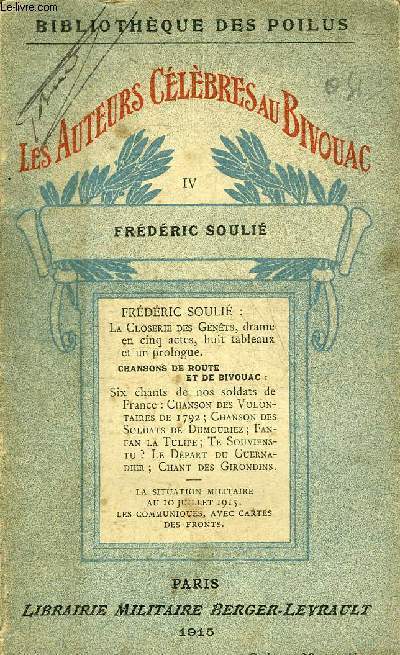 Le-livre.com
BIBLIOTHÈQUE DES POILUS
LES AUTEURS CÉLÈBRES AU BIVOUAC
IV
FRÉDÉRIC SOULIÉ
FRÉDÉRIC SOULIÉ :
LA CLOSERIE DES GENÊTS, drame
en cinq actes, huit tableaux
et un prologue.
CHANSONS DE ROUTE
ET DE BIVOUAC :
Six chants de nos soldats de
France : CHANSON DES VOLON-
TAIRES DE 1792 ; CHANSON DES
SOLDATS DE DUMOURIEZ ; FAN-
FAN LA TULIPE ; TE SOUVIENS-
TU ? LE DÉPART DU GUERNA-
DIER ; CHANT DES GIRONDINS.
LA SITUATION MILITAIRE
AU 10 JUILLET 1915.
LES COMMUNIQUÉS, AVEC CARTES
DES FRONTS.
PARIS
LIBRAIRIE MILITAIRE BERGER-LEVRAULT
1915